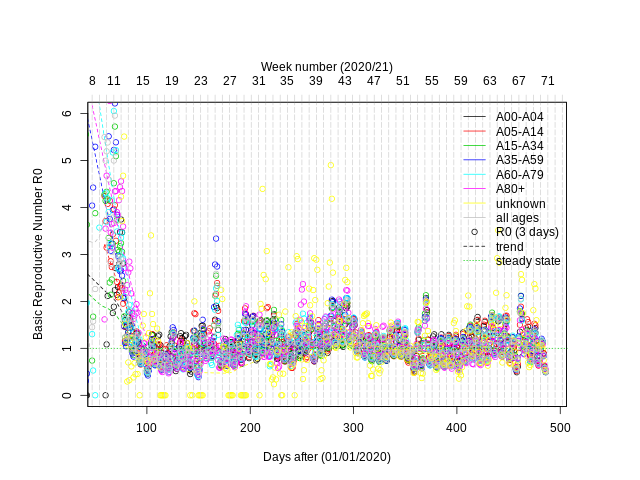 Week number (2020/21)
8 11 15 19 23 27 31 35 39 42 43 47 51 55 59 63 67 71
Basic Reproductive Number R0
6
5
4
3
2
1
0
A00-A04
A05-A14
A15-A34
A35-A59
A60-A79
A80+
unknown
all ages
R0 (3 days)
trend
steady state
100 200 300 400 500
Days after (01/01/2020)